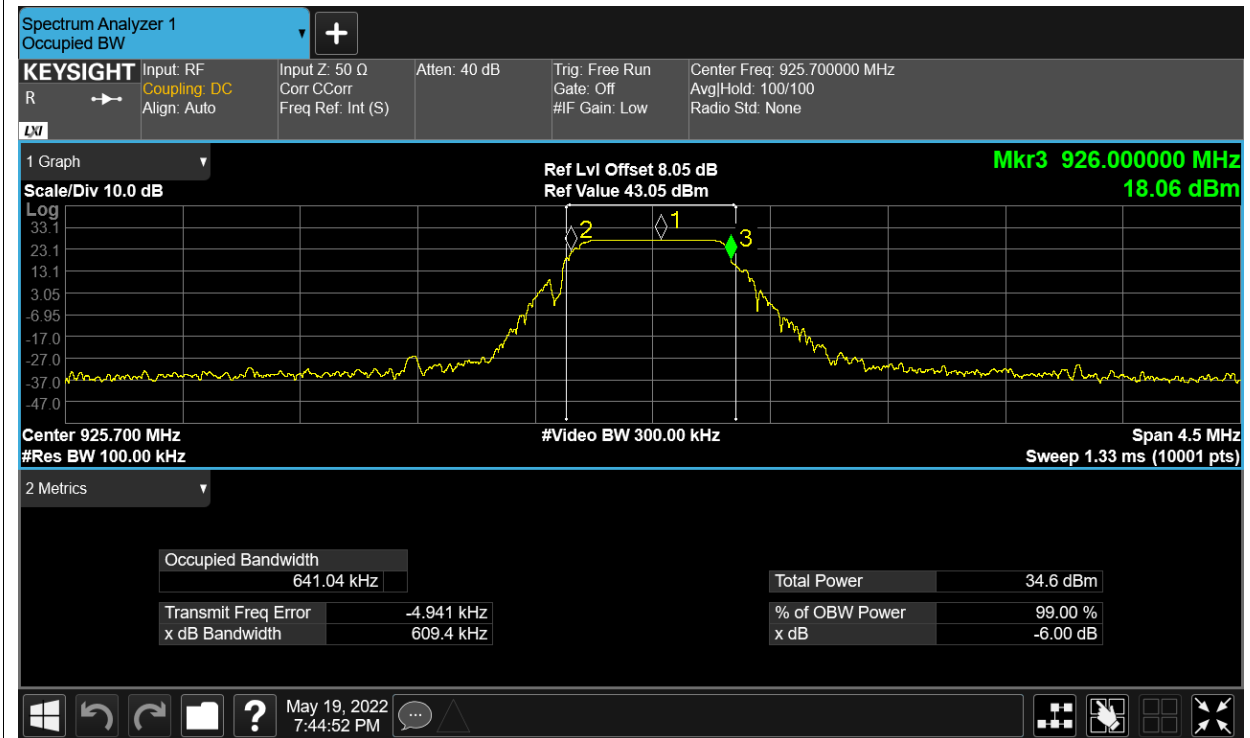 Spectrum Analyzer 1
Occupied BW
KEYSIGHT
R
LXI
Input: RF
Coupling: DC
Align: Auto
Input Z: 50 Ω
Corr CCorr
Freq Ref: Int (S)
Atten: 40 dB
Trig: Free Run
Gate: Off
#IF Gain: Low
Center Freq: 925.700000 MHz
Avg|Hold: 100/100
Radio Std: None
1 Graph
Scale/Div 10.0 dB
Ref Lvl Offset 8.05 dB
Ref Value 43.05 dBm
Mkr3 926.000000 MHz
18.06 dBm
Log
33.1
23.1
13.1
3.05
-6.95
-17.0
-27.0
-37.0
-47.0
2
1
3
Center 925.700 MHz
#Video BW 300.00 kHz
Span 4.5 MHz
#Res BW 100.00 kHz
Sweep 1.33 ms (10001 pts)
2 Metrics
Occupied Bandwidth
641.04 kHz
Transmit Freq Error -4.941 kHz
x dB Bandwidth 609.4 kHz
Total Power 34.6 dBm
% of OBW Power 99.00 %
x dB -6.00 dB
May 19, 2022
7:44:52 PM